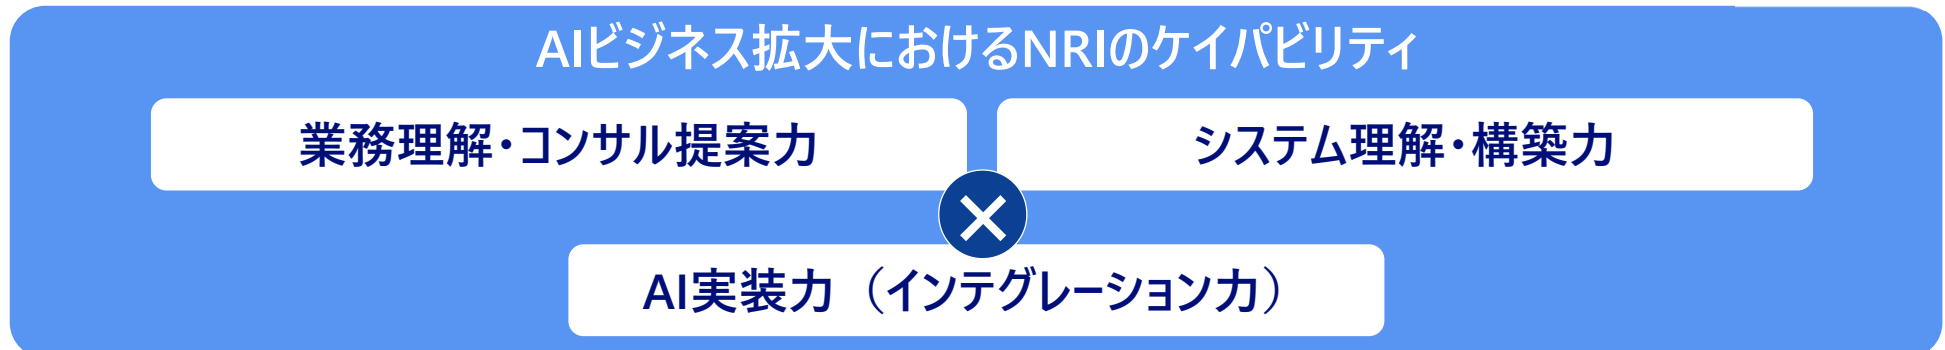 AIビジネス拡大におけるNRIのケイパビリティ
業務理解・コンサル提案力
システム理解・構築力
×
AI実装力（インテグレーション力）